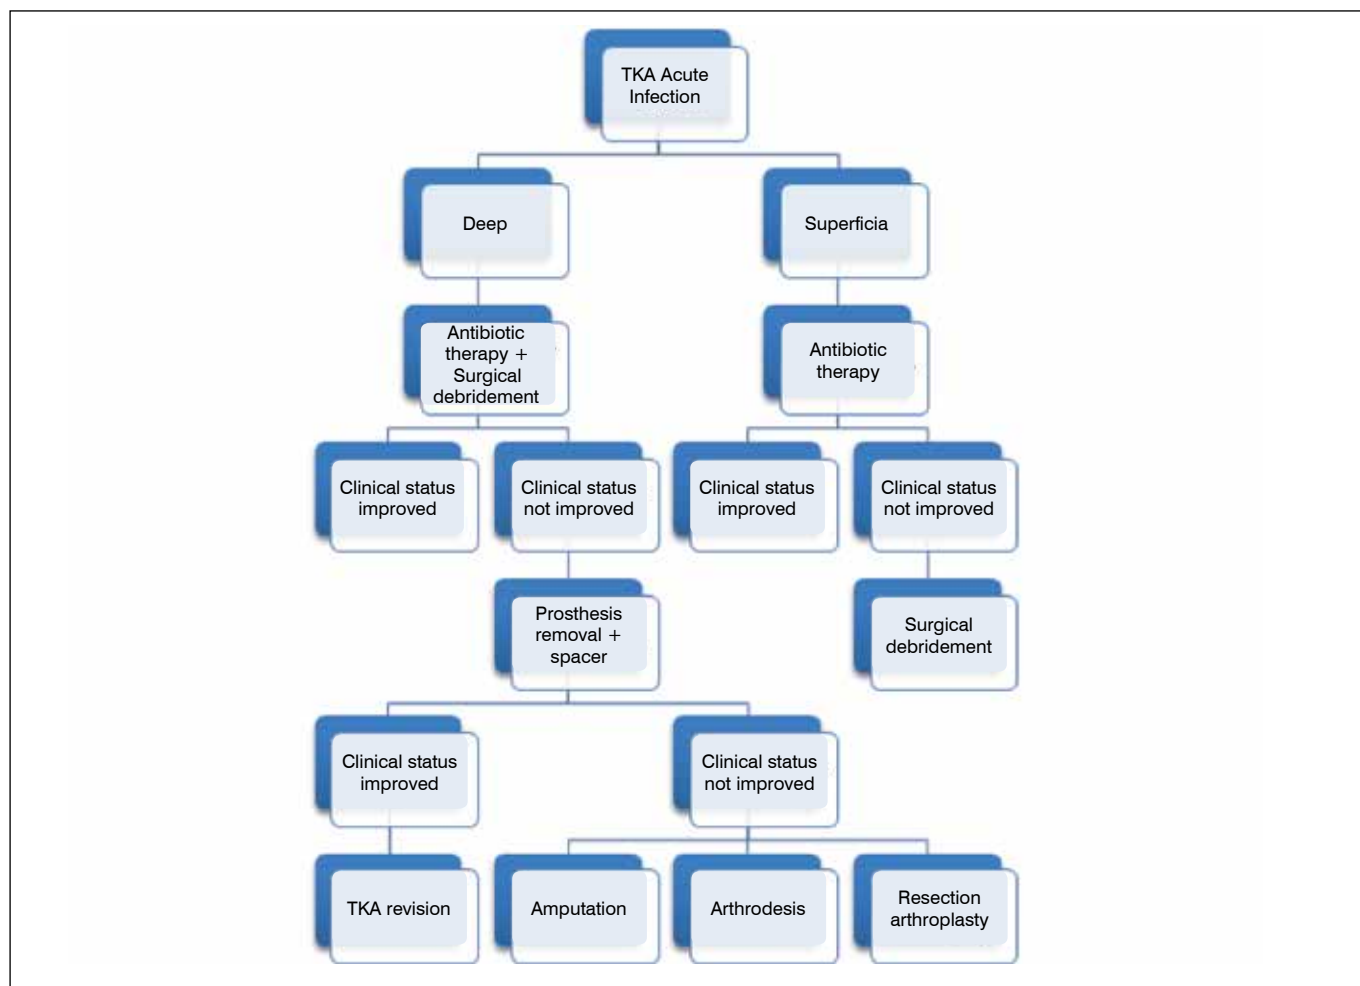 TKA Acute
Infection
Deep
Superficia
Antibiotic
therapy +
Surgical
debridement
Antibiotic
therapy
Clinical status
improved
Clinical status
not improved
Clinical status
improved
Clinical status
not improved
Prosthesis
removal +
spacer
Surgical
debridement
Clinical status
improved
Clinical status
not improved
TKA revision
Amputation
Arthrodesis
Resection
arthroplasty